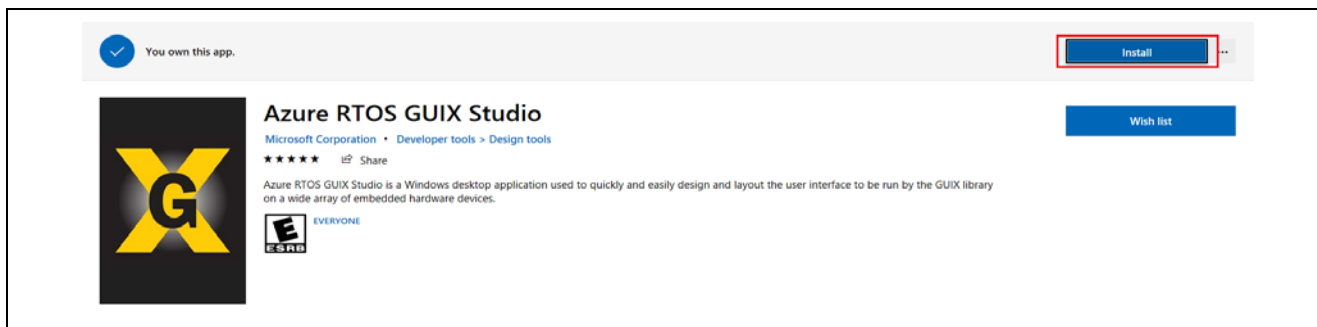 You own this app.
Install
...
Azure RTOS GUIX Studio
Microsoft Corporation • Developer tools > Design tools
Wish list
★★★★★ Share
Azure RTOS GUIX Studio is a Windows desktop application used to quickly and easily design and layout the user interface to be run by the GUIX library
on a wide array of embedded hardware devices.
G
X
E
ESRB
EVERYONE